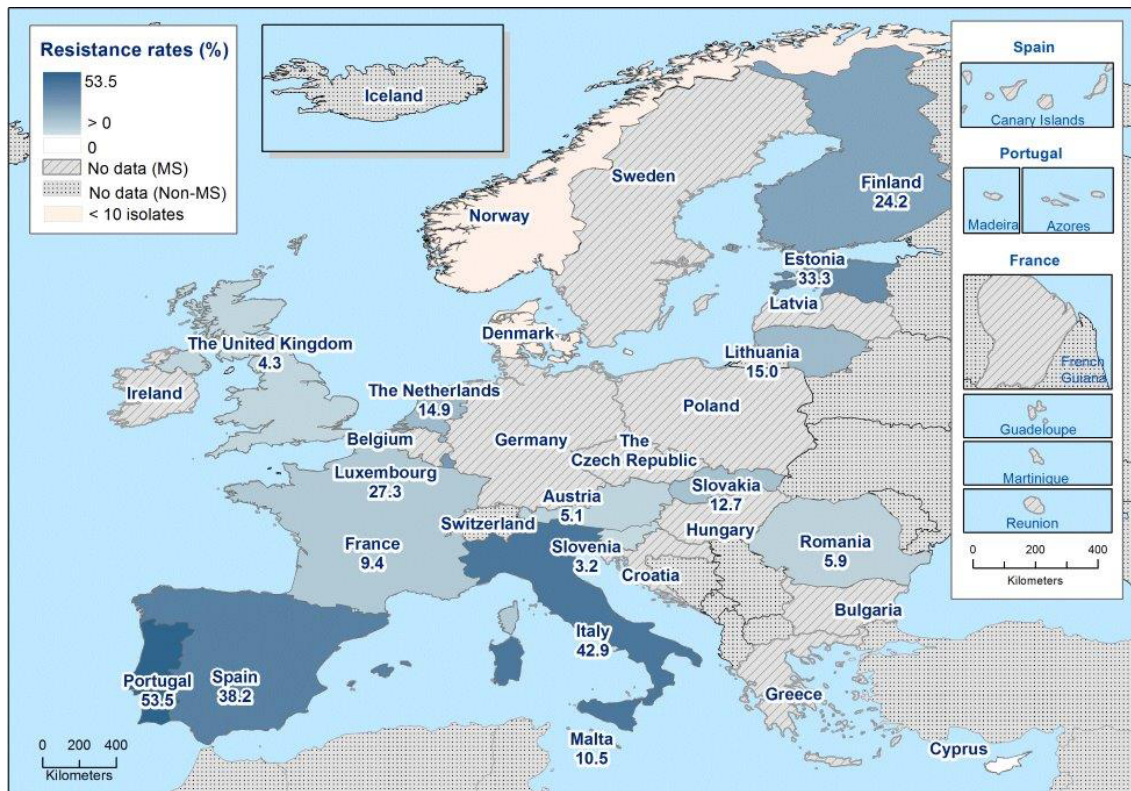 Resistance rates (%)
53.5
> 0
0
No data (MS)
No data (Non-MS)
< 10 isolates
Iceland
Sweden
Finland
24.2
Norway
Estonia
33.3
Latvia
Denmark
Lithuania
15.0
The United Kingdom
4.3
Ireland
The Netherlands
14.9
Poland
Belgium
Germany
The
Czech Republic
Luxembourg
27.3
Slovakia
12.7
Austria
5.1
Switzerland
Hungary
France
9.4
Slovenia
3.2
Romania
5.9
Croatia
Bulgaria
Italy
42.9
Portugal
53.5
Spain
38.2
Greece
Malta
10.5
Cyprus
0 200 400
Kilometers
Spain
Canary Islands
Portugal
Madeira
Azores
France
French
Guiana
Guadeloupe
Martinique
Reunion
0 200 400
Kilometers